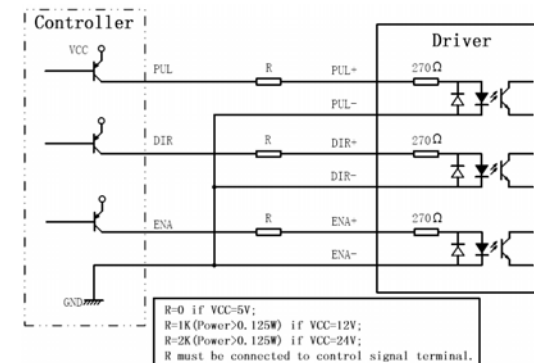 Controller
Driver
VCC
PUL
R
PUL+
270Ω
PUL-
DIR
R
DIR+
270Ω
DIR-
ENA
R
ENA+
270Ω
ENA-
GND
R=0 if VCC=5V;
R=1K(Power>0.125W) if VCC=12V;
R=2K(Power>0.125W) if VCC=24V;
R must be connected to control signal terminal.